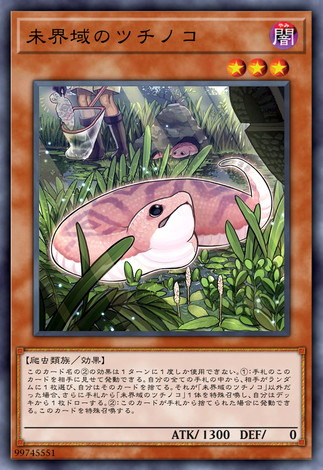 未界域のツチノコ
やみ
闇
【爬虫類族／効果】
このカード名の②の効果は１ターンに１度しか使用できない。①：手札のこの
カードを相手に見せて発動できる。自分の全ての手札の中から、相手がランダ
ムに１枚選び、自分はそのカードを捨てる。それが「未界域のツチノコ」以外だ
った場合、さらに手札から「未界域のツチノコ」１体を特殊召喚し、自分はデッ
キから１枚ドローする。②：このカードが手札から捨てられた場合に発動でき
る。このカードを特殊召喚する。
ATK/ 1300 DEF/ 0
99745551